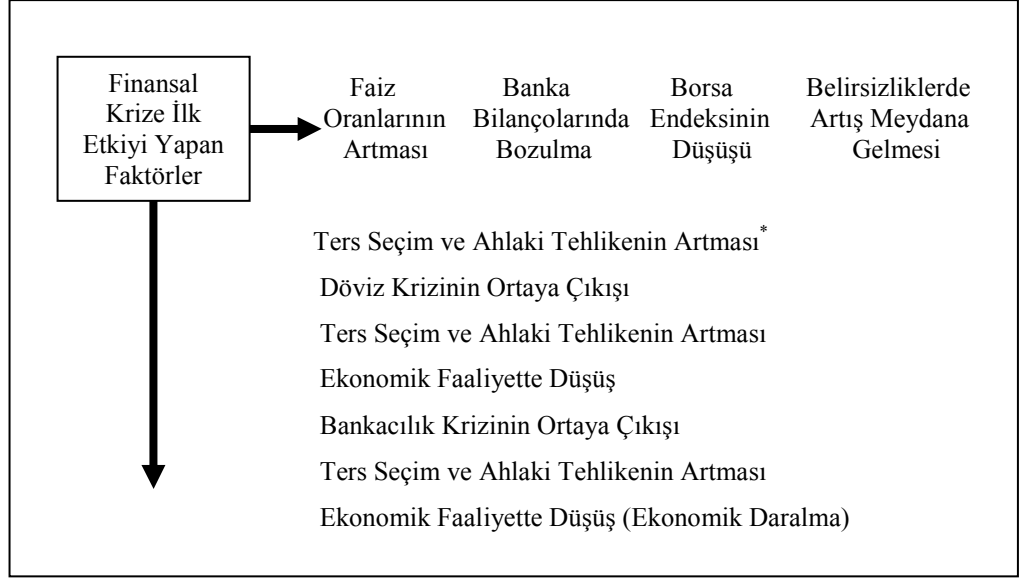 Finansal
Krize İlk
Etkiyi Yapan
Faktörler
Faiz
Oranlarının
Artması
Banka
Bilançolarında
Bozulma
Borsa
Endeksinin
Düşüşü
Belirsizliklerde
Artış Meydana
Gelmesi
Ters Seçim ve Ahlaki Tehlikenin Artması*
Döviz Krizinin Ortaya Çıkışı
Ters Seçim ve Ahlaki Tehlikenin Artması
Ekonomik Faaliyette Düşüş
Bankacılık Krizinin Ortaya Çıkışı
Ters Seçim ve Ahlaki Tehlikenin Artması
Ekonomik Faaliyette Düşüş (Ekonomik Daralma)